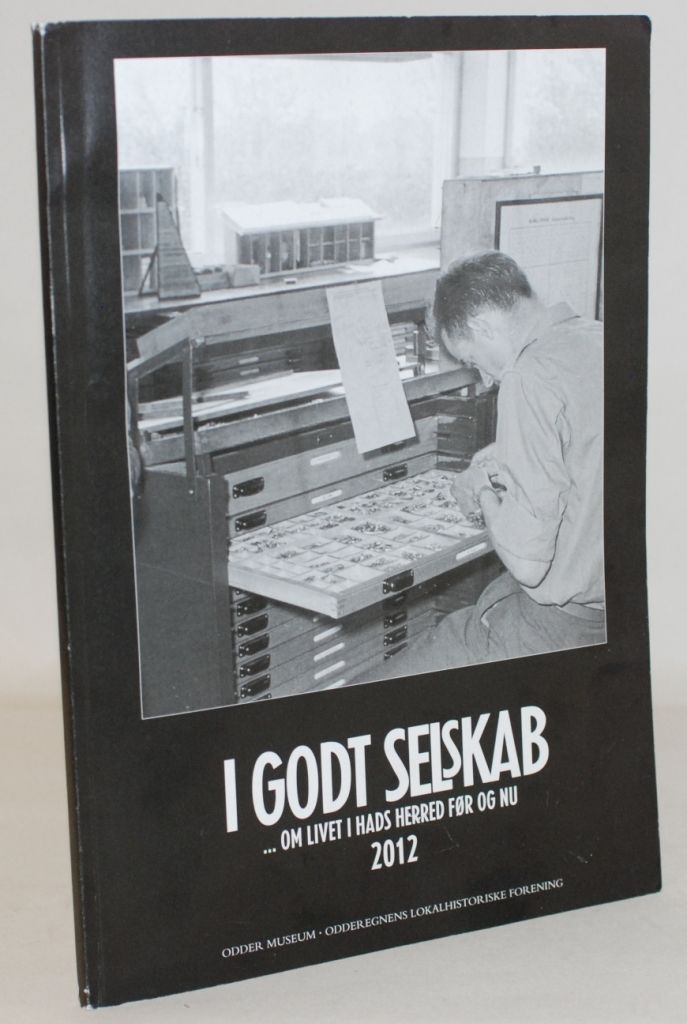 I GODT SELSKAB
... OM LIVET I HADS HERRED FØR OG NU
2012
ODDER MUSEUM · ODDEREGNENS LOKALHISTORISKE FORENING